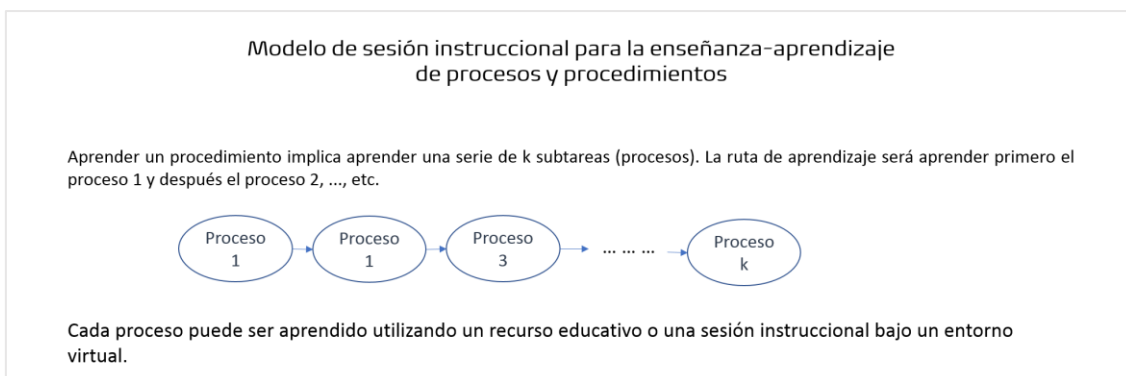 Modelo de sesión instruccional para la enseñanza-aprendizaje
de procesos y procedimientos
Aprender un procedimiento implica aprender una serie de k subtareas (procesos). La ruta de aprendizaje será aprender primero el
proceso 1 y después el proceso 2, ..., etc.
Proceso
1
Proceso
1
Proceso
3
... ... ...
Proceso
k
Cada proceso puede ser aprendido utilizando un recurso educativo o una sesión instruccional bajo un entorno
virtual.